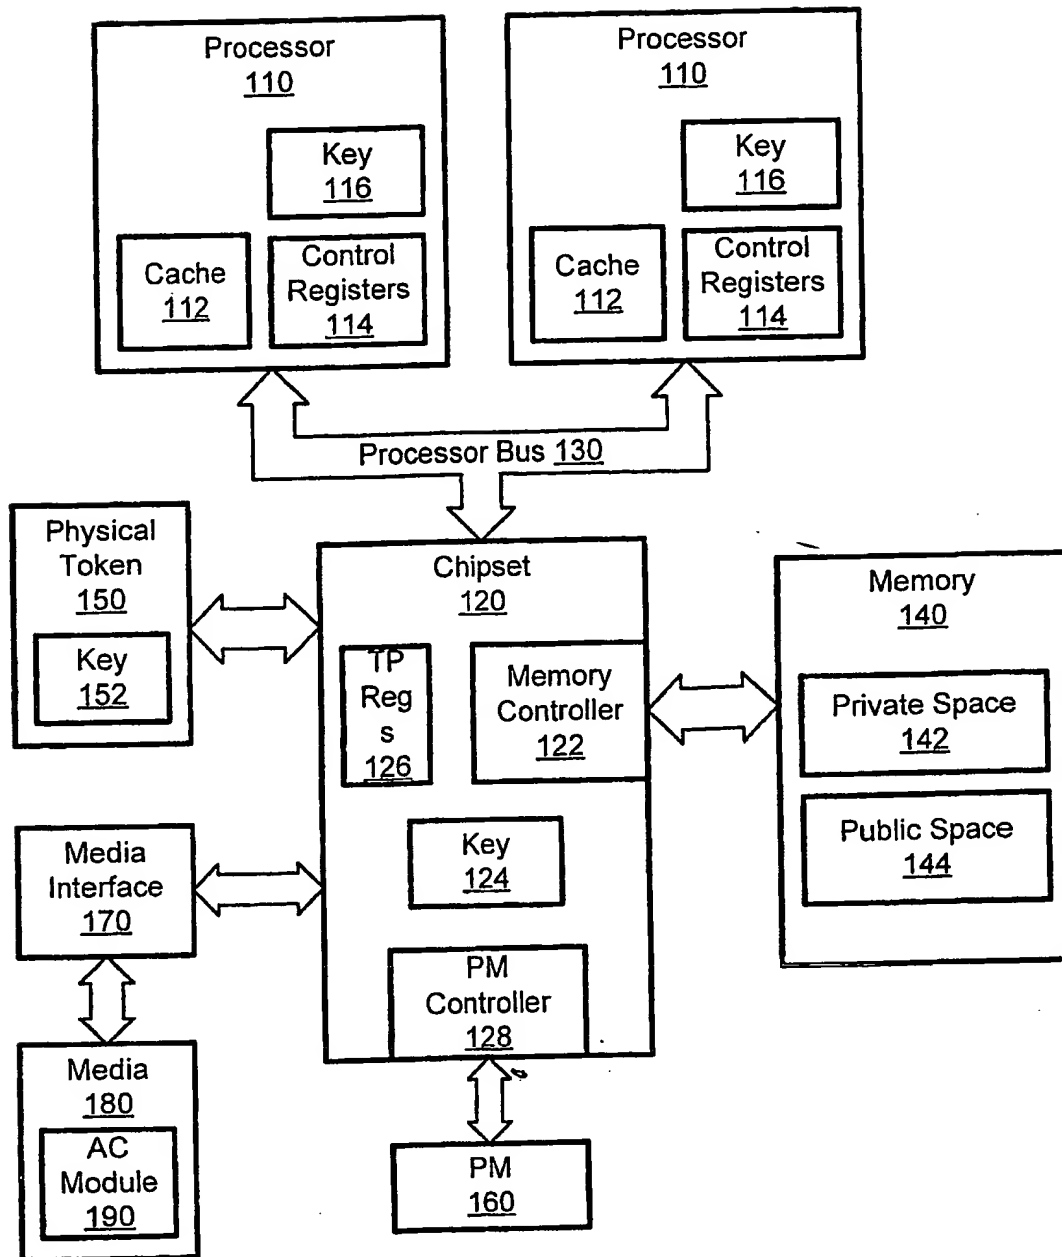 Processor
110
Key
116
Cache
112
Control
Registers
114
Processor
110
Key
116
Cache
112
Control
Registers
114
Processor Bus 130
Physical
Token
150
Key
152
Chipset
120
TP
Reg
s
126
Memory
Controller
122
Key
124
PM
Controller
128
Memory
140
Private Space
142
Public Space
144
Media
Interface
170
Media
180
AC
Module
190
PM
160